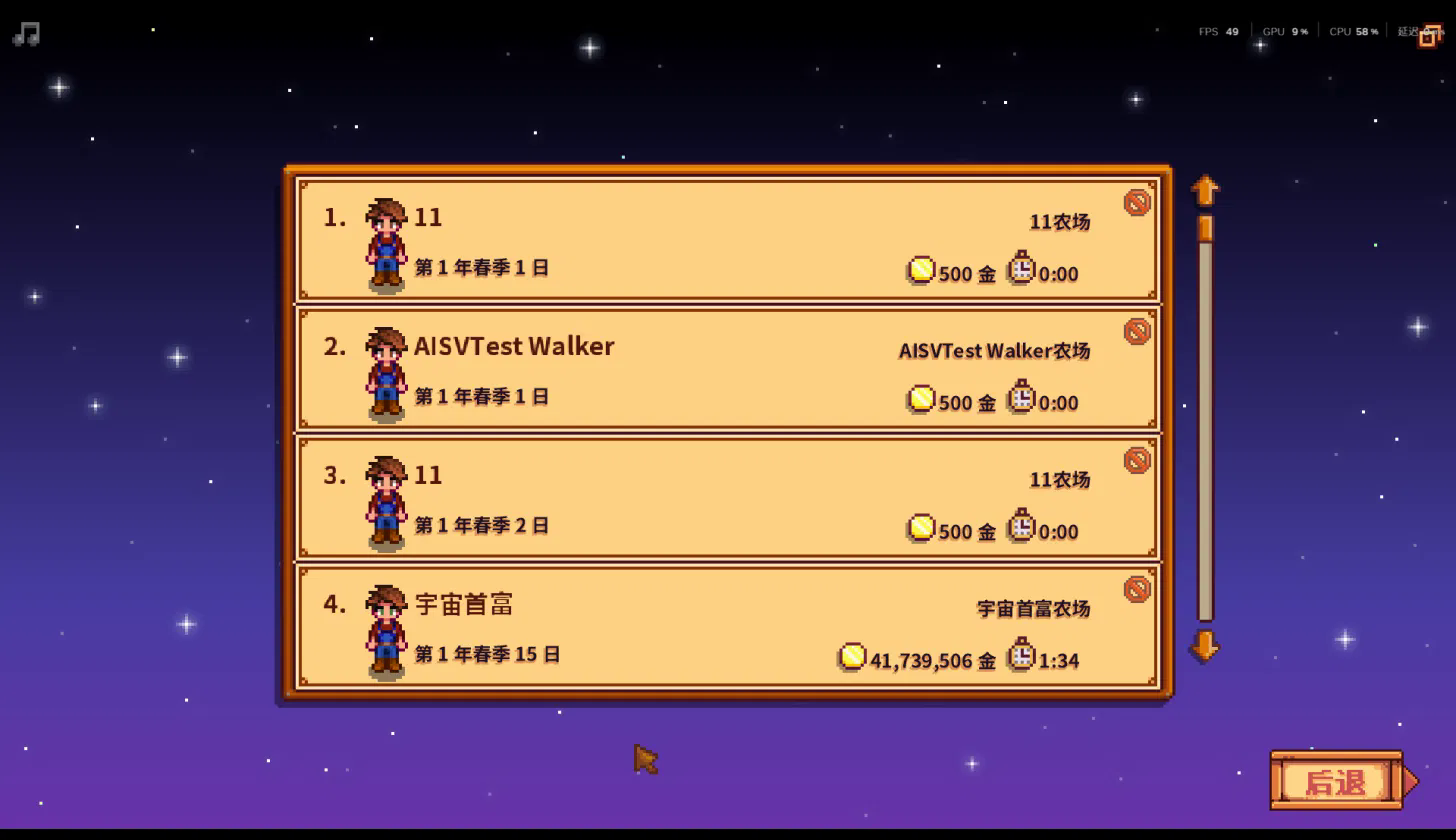 FPS 49 GPU 9% CPU 58% 延迟
1. 11 11农场
第 1 年春季 1 日 500 金 0:00
2. AISVTest Walker AISVTest Walker农场
第 1 年春季 1 日 500 金 0:00
3. 11 11农场
第 1 年春季 2 日 500 金 0:00
4. 宇宙首富 宇宙首富农场
第 1 年春季 15 日 41,739,506 金 1:34
后退